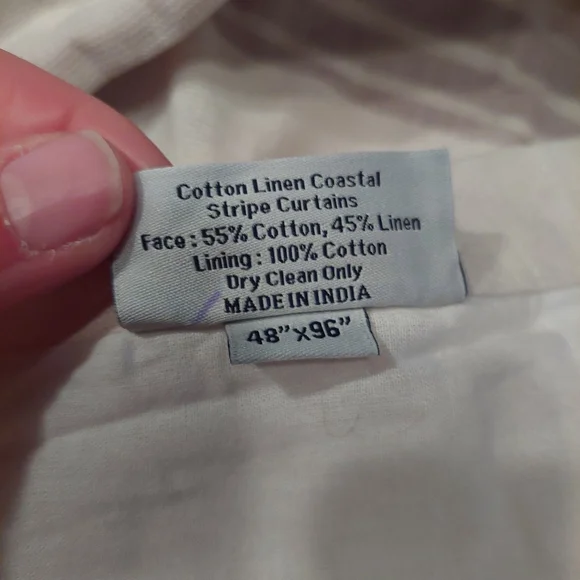 Cotton Linen Coastal
Stripe Curtains
Face : 55% Cotton, 45% Linen
Lining : 100% Cotton
Dry Clean Only
MADE IN INDIA
48”x96”